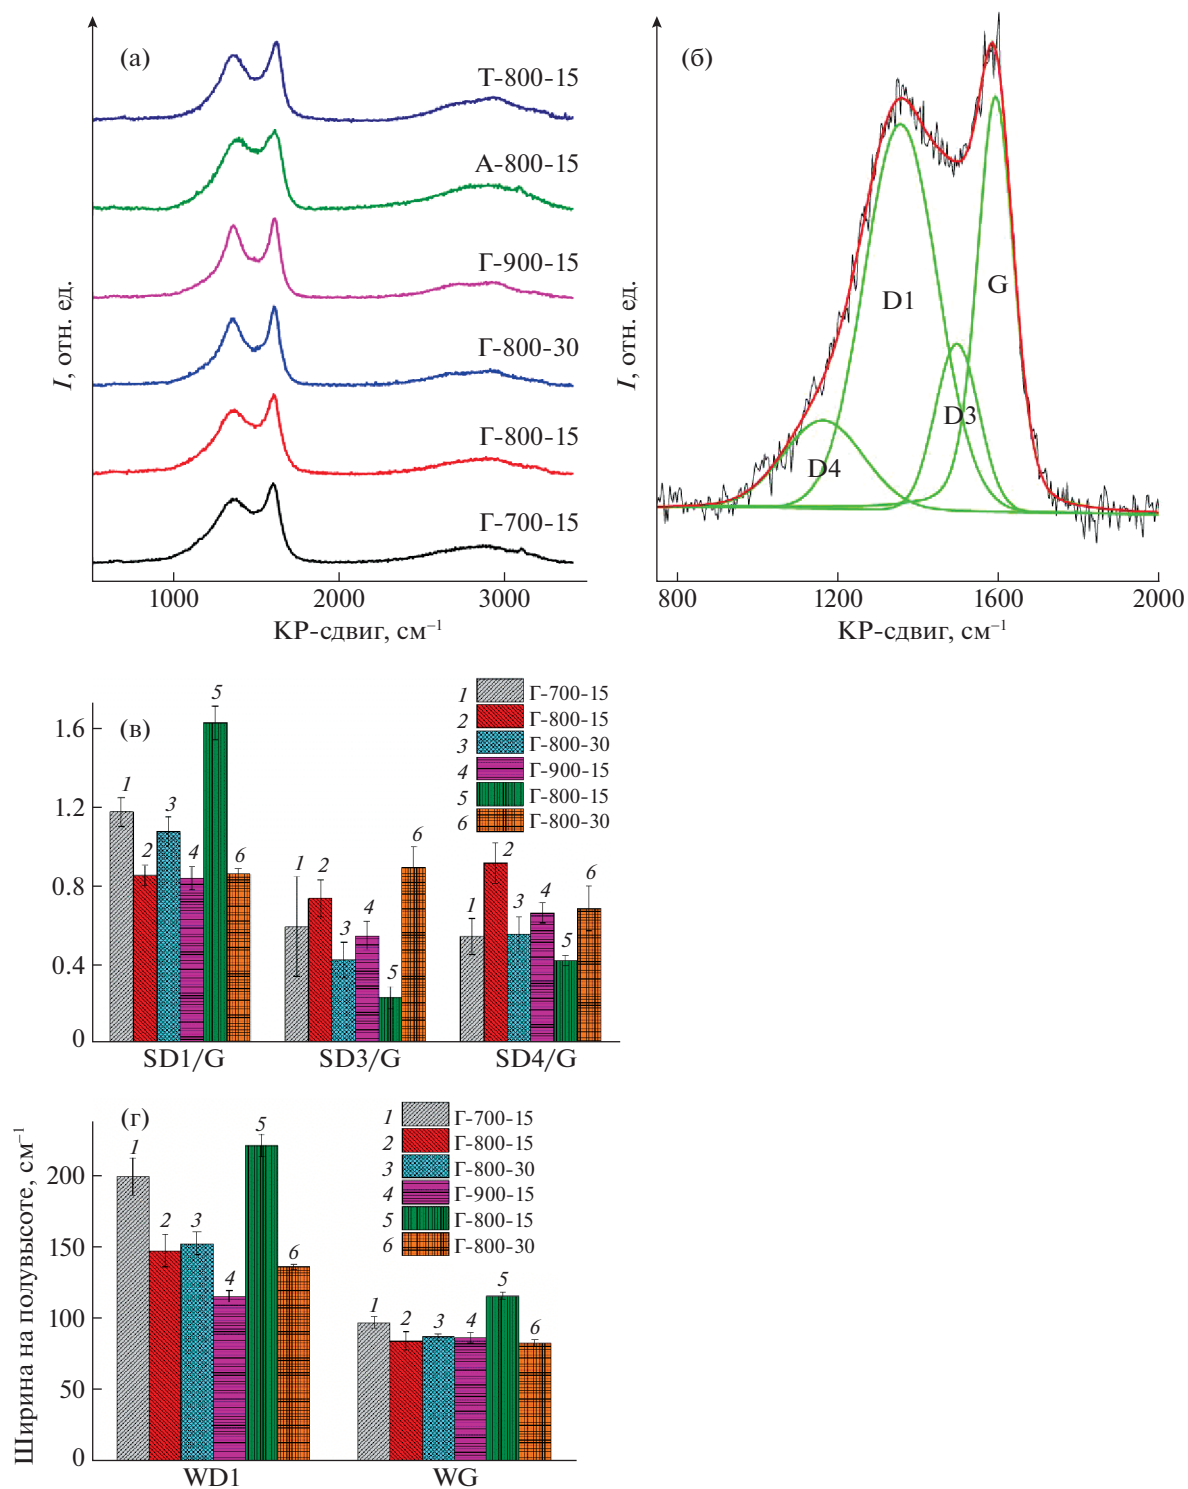 (а)
I, отн. ед.
Т-800-15
А-800-15
Г-900-15
Г-800-30
Г-800-15
Г-700-15
1000 2000 3000
КР-сдвиг, см⁻¹
(б)
I, отн. ед.
D1
G
D3
D4
800 1200 1600 2000
КР-сдвиг, см⁻¹
(в)
1.6
1.2
0.8
0.4
0
1 Г-700-15
2 Г-800-15
3 Г-800-30
4 Г-900-15
5 Г-800-15
6 Г-800-30
1 2 3 4 5 6
1 2 3 4 5 6
1 2 3 4 5 6
SD1/G SD3/G SD4/G
(г)
Ширина на полувысоте, см⁻¹
200
150
100
50
0
1 Г-700-15
2 Г-800-15
3 Г-800-30
4 Г-900-15
5 Г-800-15
6 Г-800-30
1 2 3 4 5 6
1 2 3 4 5 6
WD1 WG